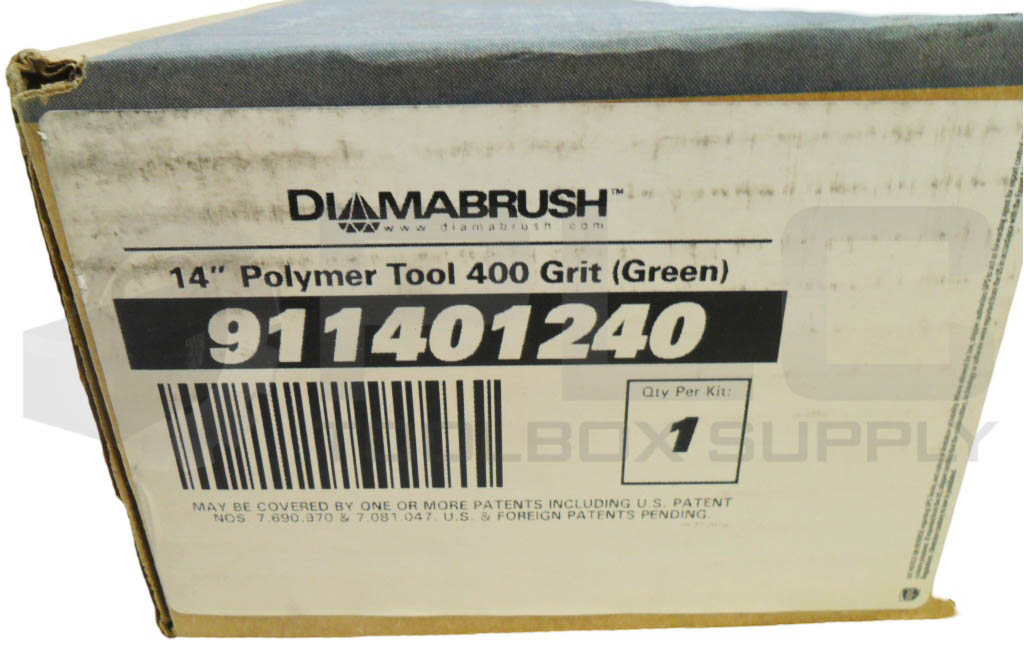 DIAMABRUSH™
www.diamabrush.com
14" Polymer Tool 400 Grit (Green)
911401240
Qty Per Kit:
1
MAY BE COVERED BY ONE OR MORE PATENTS INCLUDING U.S. PATENT
NOS 7.690.970 & 7.081.047. U.S. & FOREIGN PATENTS PENDING.
PLC
TOOLBOX SUPPLY